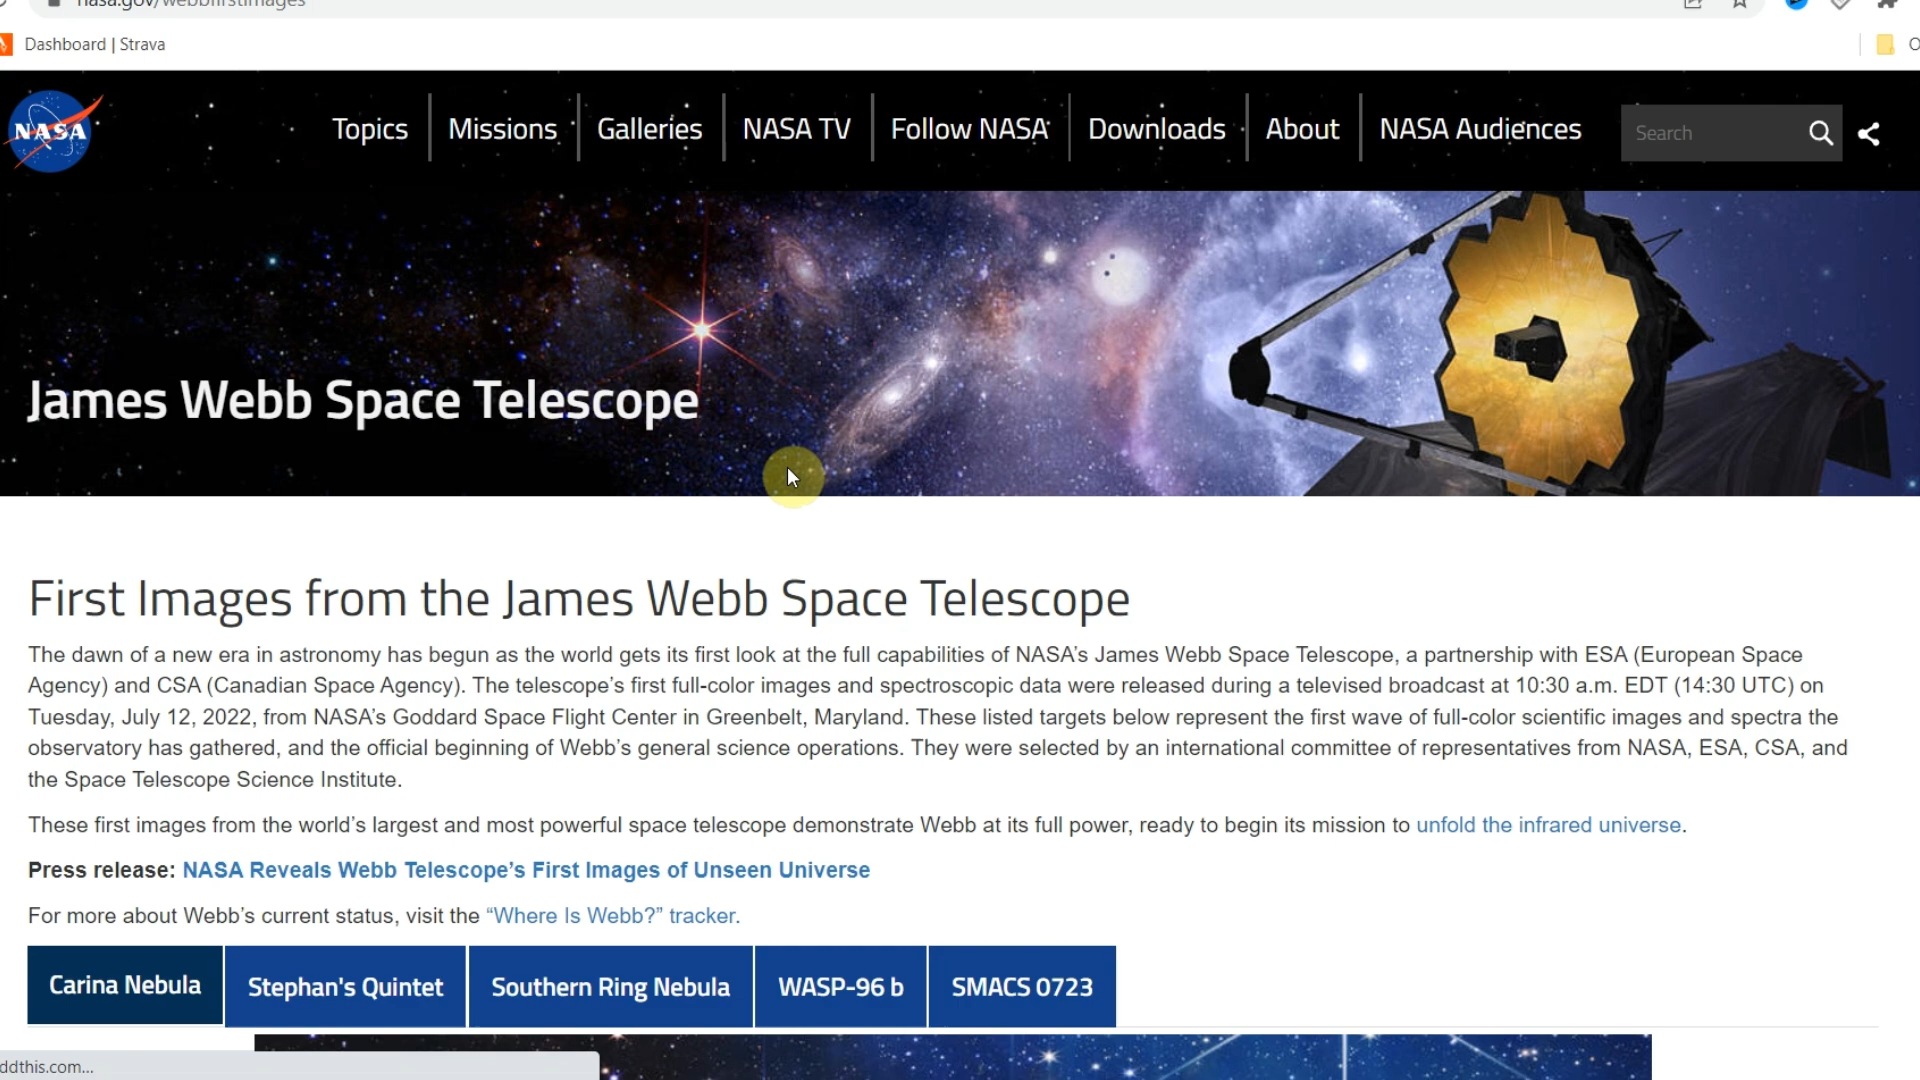 nasa.gov/webbfirstimages
Dashboard | Strava
O
NASA
Topics
Missions
Galleries
NASA TV
Follow NASA
Downloads
About
NASA Audiences
Search
James Webb Space Telescope
First Images from the James Webb Space Telescope
The dawn of a new era in astronomy has begun as the world gets its first look at the full capabilities of NASA’s James Webb Space Telescope, a partnership with ESA (European Space
Agency) and CSA (Canadian Space Agency). The telescope’s first full-color images and spectroscopic data were released during a televised broadcast at 10:30 a.m. EDT (14:30 UTC) on
Tuesday, July 12, 2022, from NASA’s Goddard Space Flight Center in Greenbelt, Maryland. These listed targets below represent the first wave of full-color scientific images and spectra the
observatory has gathered, and the official beginning of Webb’s general science operations. They were selected by an international committee of representatives from NASA, ESA, CSA, and
the Space Telescope Science Institute.
These first images from the world’s largest and most powerful space telescope demonstrate Webb at its full power, ready to begin its mission to unfold the infrared universe.
Press release: NASA Reveals Webb Telescope’s First Images of Unseen Universe
For more about Webb’s current status, visit the “Where Is Webb?” tracker.
Carina Nebula
Stephan's Quintet
Southern Ring Nebula
WASP-96 b
SMACS 0723
ddthis.com...